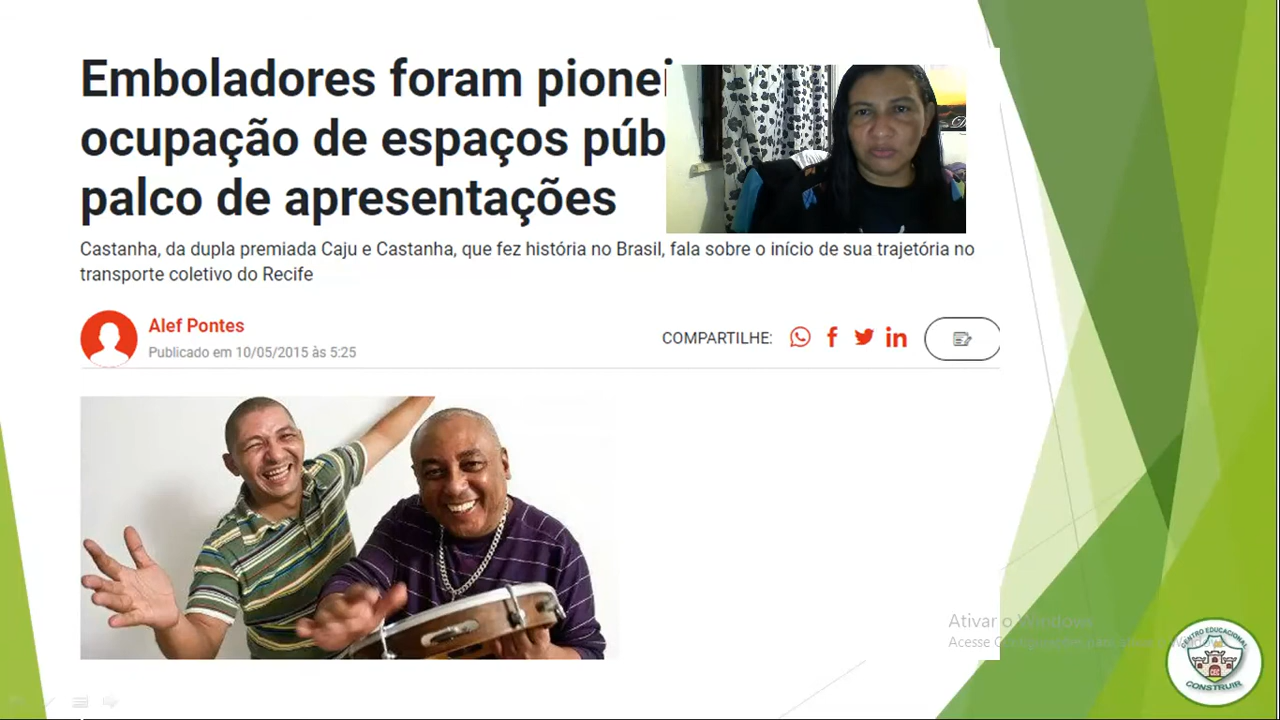 Emboladores foram pionei
ocupação de espaços púb
palco de apresentações
Castanha, da dupla premiada Caju e Castanha, que fez história no Brasil, fala sobre o início de sua trajetória no
transporte coletivo do Recife
Alef Pontes
Publicado em 10/05/2015 às 5:25
COMPARTILHE:
Ativar o Windows
CENTRO EDUCACIONAL
CEC
CONSTRUIR